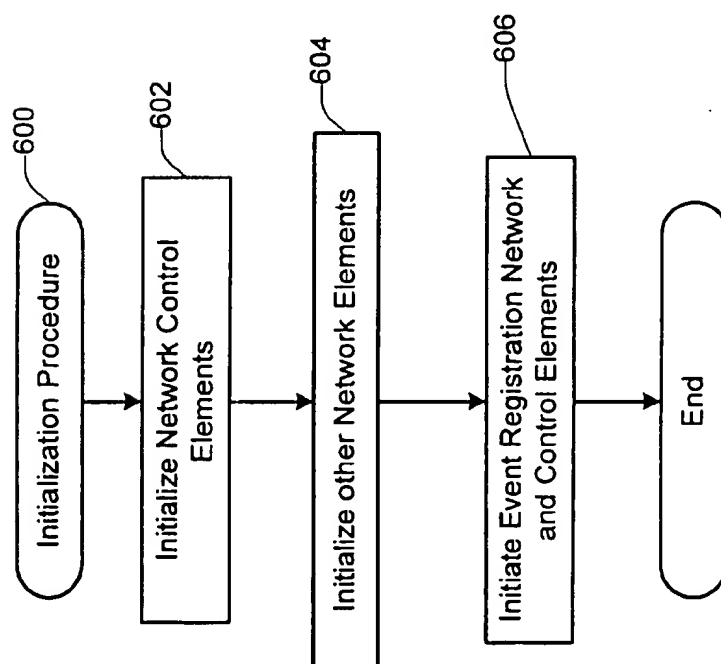 600
Initialization Procedure
602
Initialize Network Control
Elements
604
Initialize other Network Elements
606
Initiate Event Registration Network
and Control Elements
End